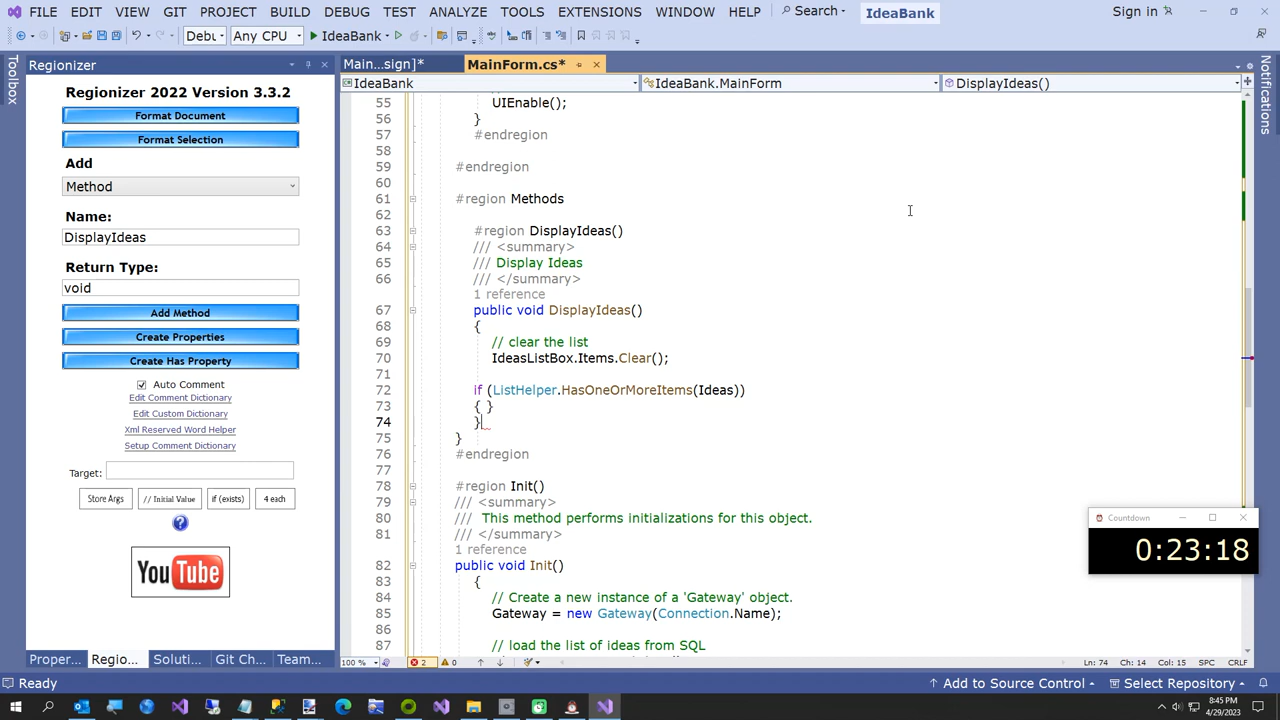 FILE EDIT VIEW GIT PROJECT BUILD DEBUG TEST ANALYZE TOOLS EXTENSIONS WINDOW HELP Search IdeaBank Sign in
Debu Any CPU IdeaBank
Toolbox
Regionizer
Regionizer 2022 Version 3.3.2
Format Document
Format Selection
Add
Method
Name:
DisplayIdeas
Return Type:
void
Add Method
Create Properties
Create Has Property
Auto Comment
Edit Comment Dictionary
Edit Custom Dictionary
Xml Reserved Word Helper
Setup Comment Dictionary
Target:
Store Args // Initial Value if (exists) 4 each
?
YouTube
Proper... Regio... Soluti... Git Ch... Team...
Main...sign]* MainForm.cs*
IdeaBank IdeaBank.MainForm DisplayIdeas()
55 UIEnable();
56 }
57 #endregion
58
59 #endregion
60
61 #region Methods
62
63 #region DisplayIdeas()
64 /// <summary>
65 /// Display Ideas
66 /// </summary>
1 reference
67 public void DisplayIdeas()
68 {
69 // clear the list
70 IdeasListBox.Items.Clear();
71
72 if (ListHelper.HasOneOrMoreItems(Ideas))
73 { }
74 }
75 }
76 #endregion
77
78 #region Init()
79 /// <summary>
80 /// This method performs initializations for this object.
81 /// </summary>
1 reference
82 public void Init()
83 {
84 // Create a new instance of a 'Gateway' object.
85 Gateway = new Gateway(Connection.Name);
86
87 // load the list of ideas from SQL
Notifications
Countdown
0:23:18
100 % 2 0 Ln: 74 Ch: 14 Col: 15 SPC CRLF
Ready Add to Source Control Select Repository
8:45 PM
4/29/2023